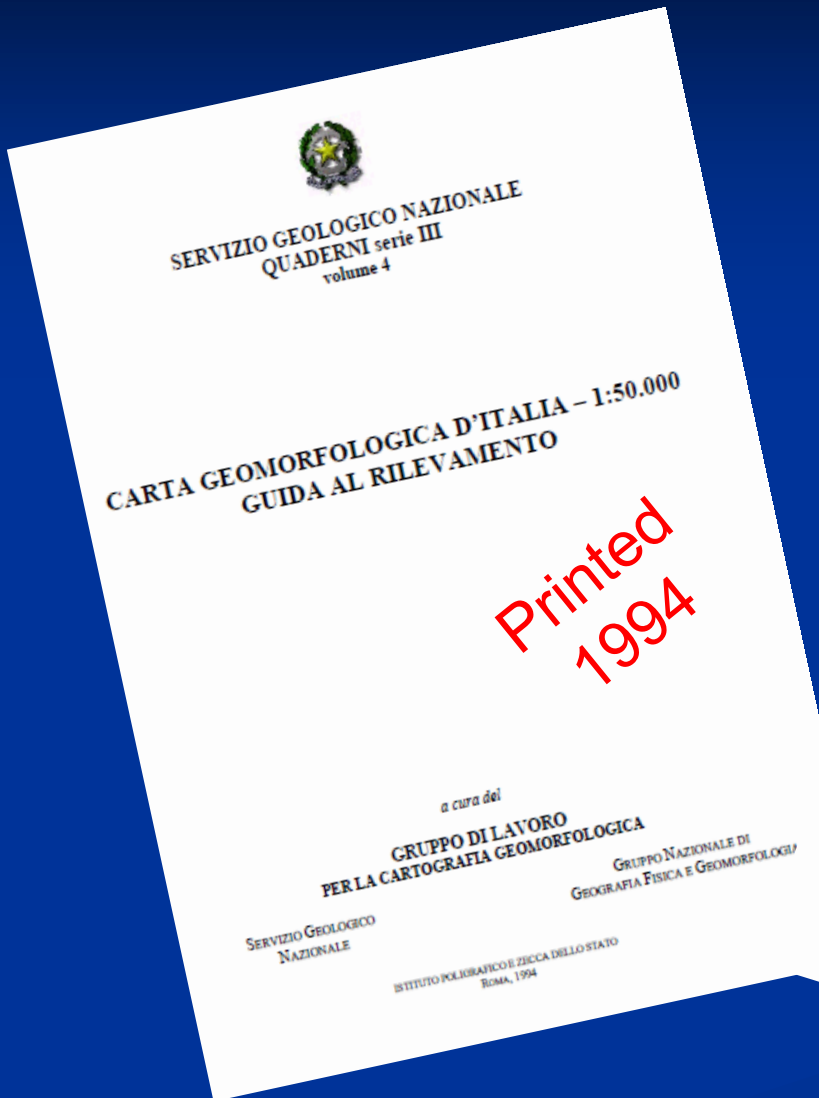 SERVIZIO GEOLOGICO NAZIONALE
QUADERNI serie III
volume 4
CARTA GEOMORFOLOGICA D’ITALIA – 1:50.000
GUIDA AL RILEVAMENTO
Printed
1994
a cura del
GRUPPO DI LAVORO
PER LA CARTOGRAFIA GEOMORFOLOGICA
GRUPPO NAZIONALE DI
GEOGRAFIA FISICA E GEOMORFOLOGIA
SERVIZIO GEOLOGICO
NAZIONALE
ISTITUTO POLIGRAFICO E ZECCA DELLO STATO
ROMA, 1994